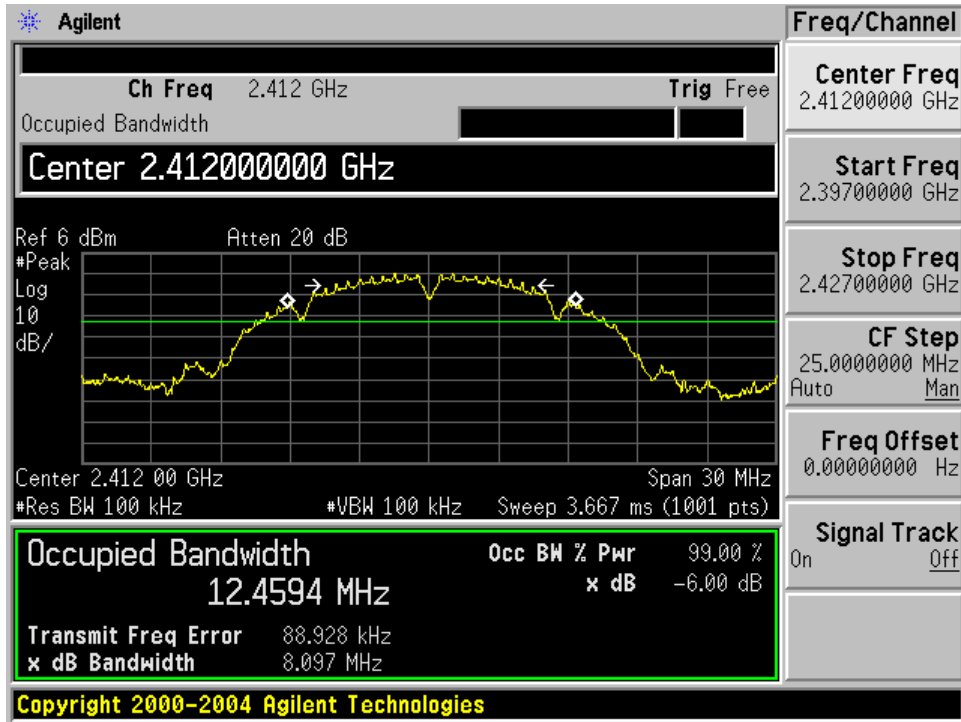 Agilent
Freq/Channel
Ch Freq 2.412 GHz Trig Free
Occupied Bandwidth
Center 2.412000000 GHz
Ref 6 dBm Atten 20 dB
#Peak
Log
10
dB/
Center 2.412 00 GHz Span 30 MHz
#Res BW 100 kHz #VBW 100 kHz Sweep 3.667 ms (1001 pts)
Occupied Bandwidth
12.4594 MHz
Occ BW % Pwr 99.00 %
x dB -6.00 dB
Transmit Freq Error 88.928 kHz
x dB Bandwidth 8.097 MHz
Copyright 2000-2004 Agilent Technologies
Center Freq
2.41200000 GHz
Start Freq
2.39700000 GHz
Stop Freq
2.42700000 GHz
CF Step
25.0000000 MHz
Auto Man
Freq Offset
0.00000000 Hz
Signal Track
On Off